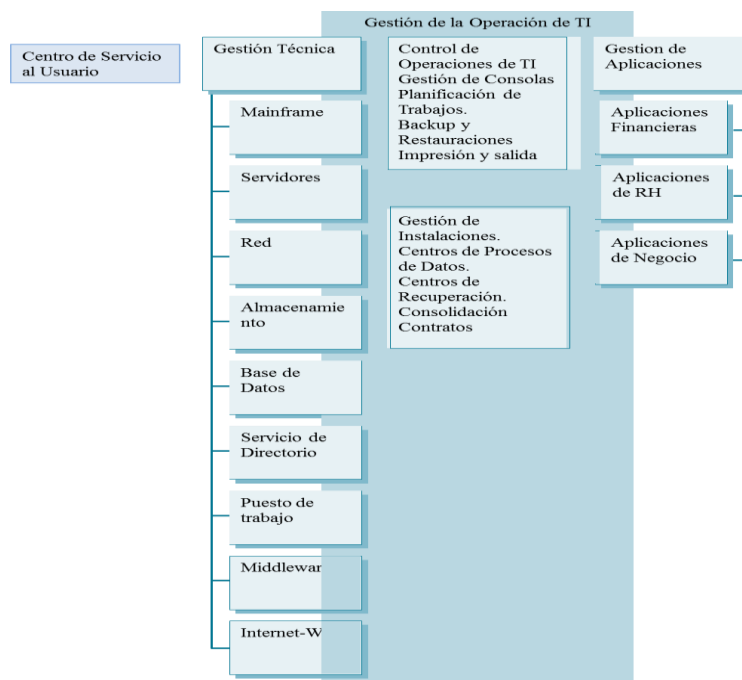 Gestión de la Operación de TI
Centro de Servicio
al Usuario
Gestión Técnica
Mainframe
Servidores
Red
Almacenamie
nto
Base de
Datos
Servicio de
Directorio
Puesto de
trabajo
Middlewar
Internet-W
Control de
Operaciones de TI
Gestión de Consolas
Planificación de
Trabajos.
Backup y
Restauraciones
Impresión y salida
Gestión de
Instalaciones.
Centros de Procesos
de Datos.
Centros de
Recuperación.
Consolidación
Contratos
Gestion de
Aplicaciones
Aplicaciones
Financieras
Aplicaciones
de RH
Aplicaciones
de Negocio